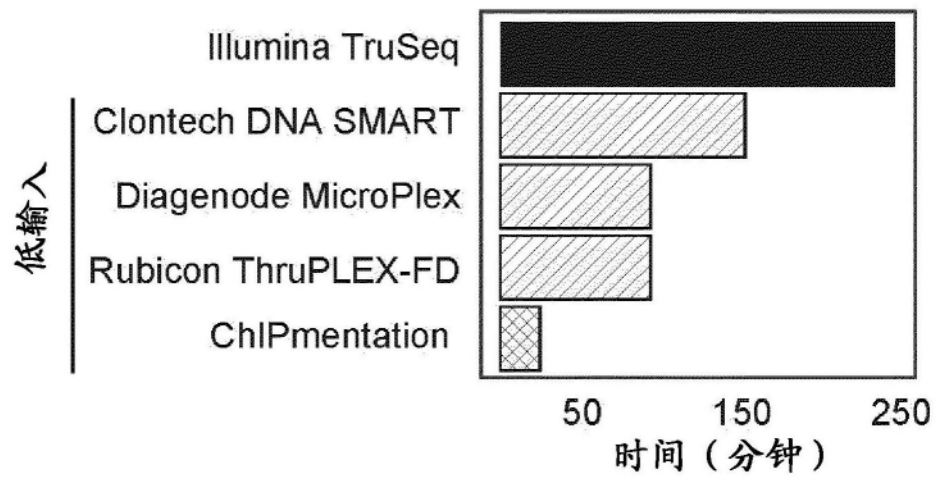 Illumina TruSeq
Clontech DNA SMART
Diagenode MicroPlex
Rubicon ThruPLEX-FD
ChIPmentation
低输入
50 150 250
时间（分钟）